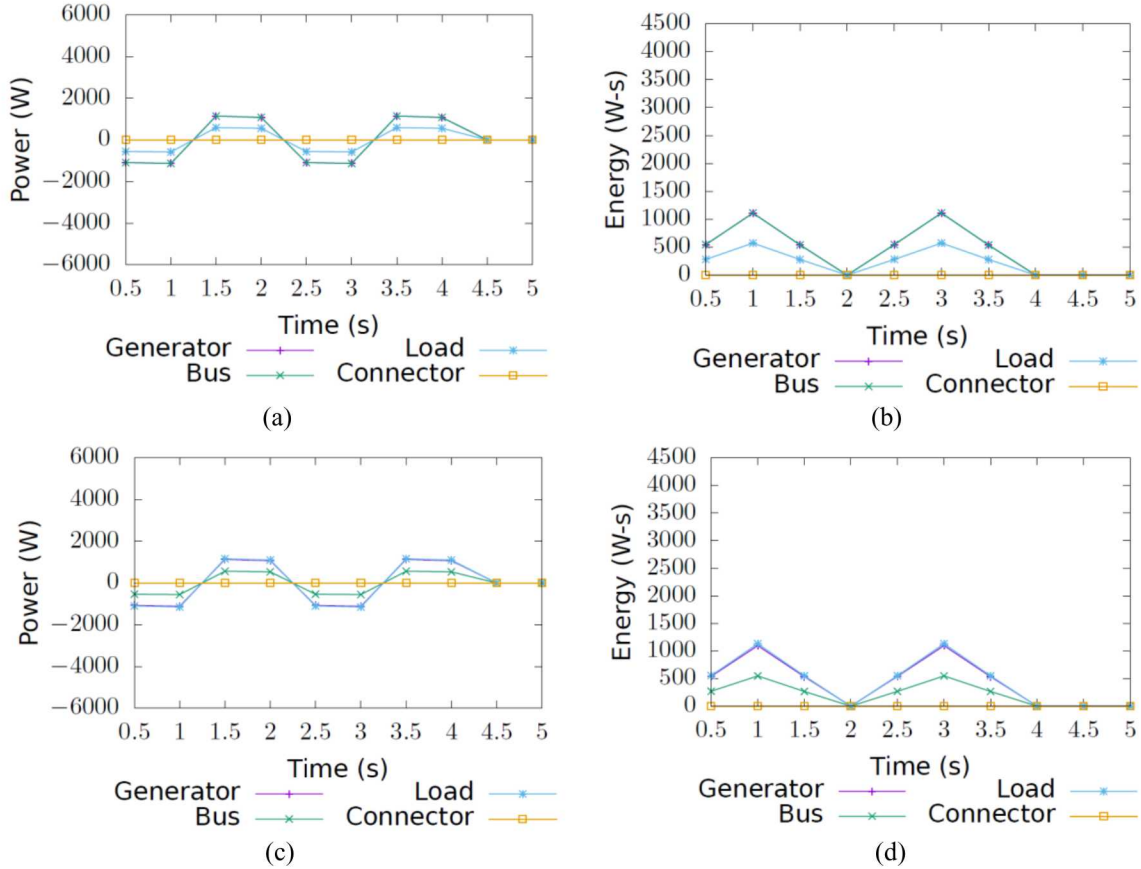 6000
4000
2000
0
−2000
−4000
−6000
Power (W)
0.5 1 1.5 2 2.5 3 3.5 4 4.5 5
Time (s)
Generator Load
Bus Connector
(a)
4500
4000
3500
3000
2500
2000
1500
1000
500
0
Energy (W-s)
0.5 1 1.5 2 2.5 3 3.5 4 4.5 5
Time (s)
Generator Load
Bus Connector
(b)
6000
4000
2000
0
−2000
−4000
−6000
Power (W)
0.5 1 1.5 2 2.5 3 3.5 4 4.5 5
Time (s)
Generator Load
Bus Connector
(c)
4500
4000
3500
3000
2500
2000
1500
1000
500
0
Energy (W-s)
0.5 1 1.5 2 2.5 3 3.5 4 4.5 5
Time (s)
Generator Load
Bus Connector
(d)